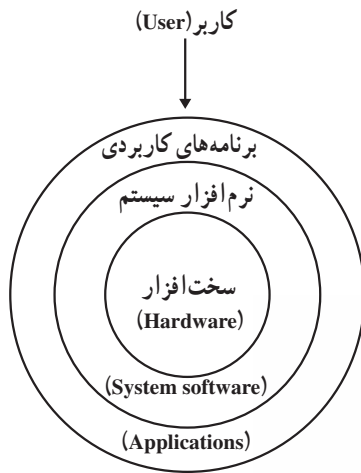 کاربر(User)
برنامه‌های کاربردی
نرم‌افزار سیستم
سخت‌افزار
(Hardware)
(System software)
(Applications)